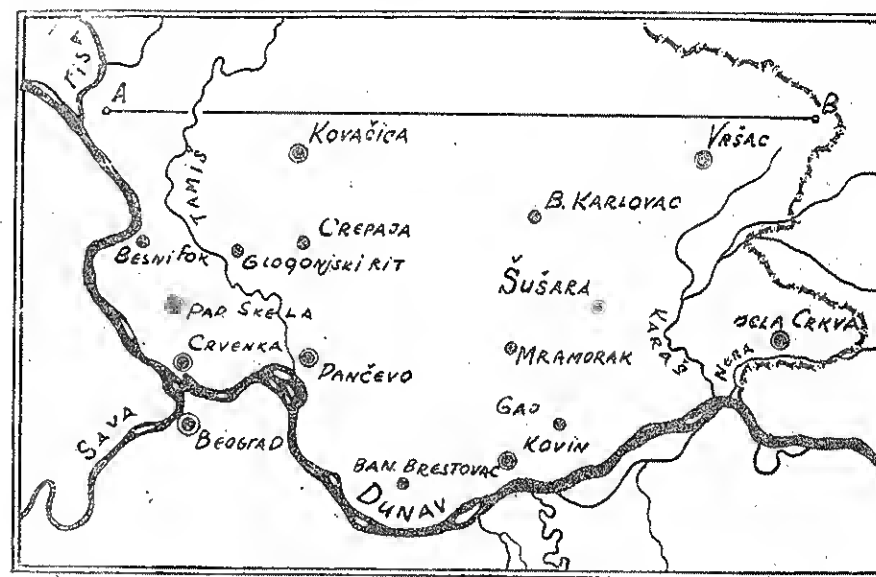 TISA
A
B
KOVAČICA
VRŠAC
TAMIŠ
B. KARLOVAC
CREPAJA
BESNI FOK
GLOGONJSKI RIT
ŠUŠARA
PAD. SKELA
KARAŠ
BELA CRKVA
CRVENKA
PANČEVO
MRAMORAK
NERA
SAVA
BEOGRAD
GAJ
KOVIN
BAN. BRESTOVAC
DUNAV